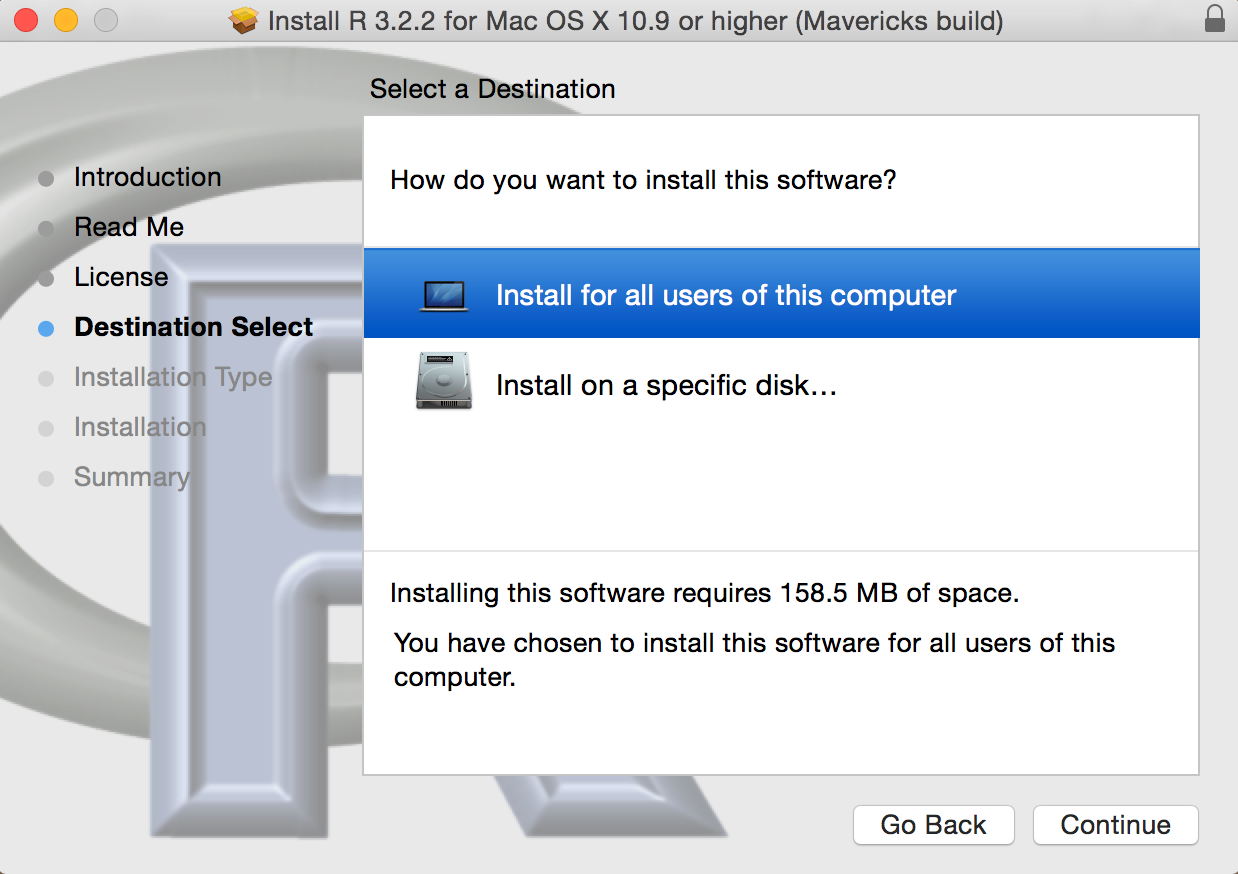 Install R 3.2.2 for Mac OS X 10.9 or higher (Mavericks build)
Select a Destination
Introduction
Read Me
License
Destination Select
Installation Type
Installation
Summary
How do you want to install this software?
Install for all users of this computer
Install on a specific disk…
Installing this software requires 158.5 MB of space.
You have chosen to install this software for all users of this
computer.
Go Back
Continue